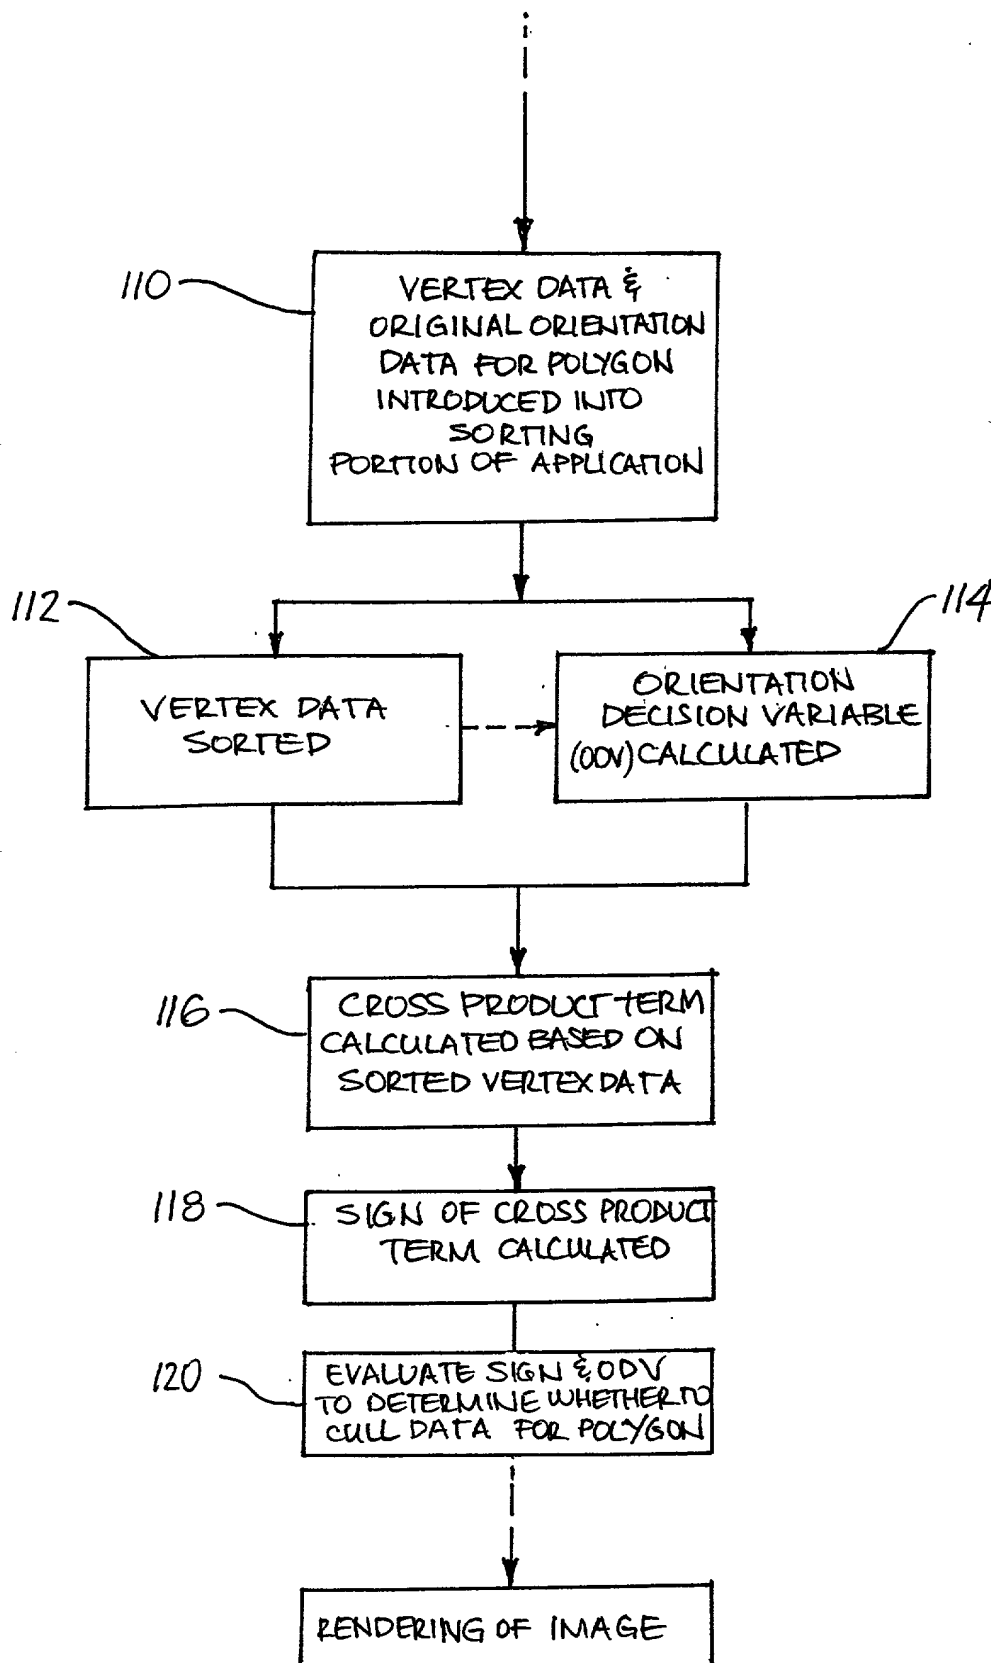 110
VERTEX DATA &
ORIGINAL ORIENTATION
DATA FOR POLYGON
INTRODUCED INTO
SORTING
PORTION OF APPLICATION
112
114
VERTEX DATA
SORTED
ORIENTATION
DECISION VARIABLE
(ODV) CALCULATED
116
CROSS PRODUCT TERM
CALCULATED BASED ON
SORTED VERTEX DATA
118
SIGN OF CROSS PRODUCT
TERM CALCULATED
120
EVALUATE SIGN & ODV
TO DETERMINE WHETHER TO
CULL DATA FOR POLYGON
RENDERING OF IMAGE